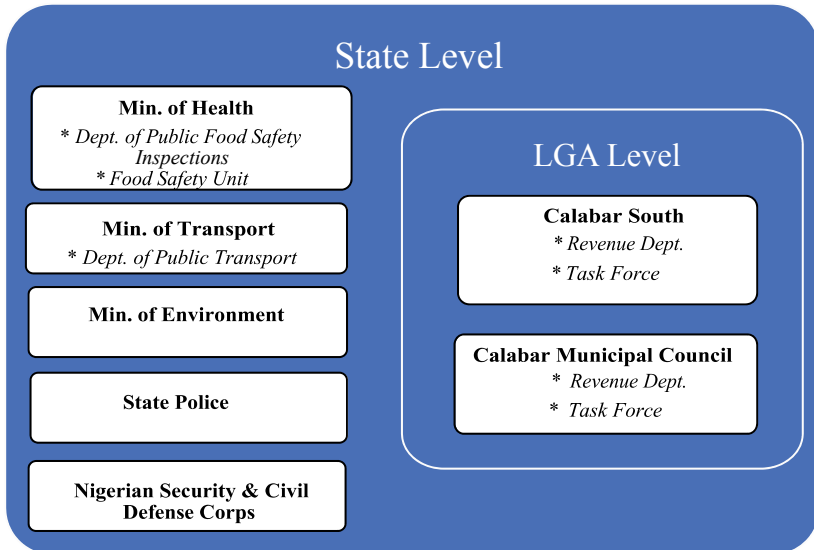 State Level
Min. of Health
* Dept. of Public Food Safety
Inspections
* Food Safety Unit
Min. of Transport
* Dept. of Public Transport
Min. of Environment
State Police
Nigerian Security & Civil
Defense Corps
LGA Level
Calabar South
* Revenue Dept.
* Task Force
Calabar Municipal Council
* Revenue Dept.
* Task Force